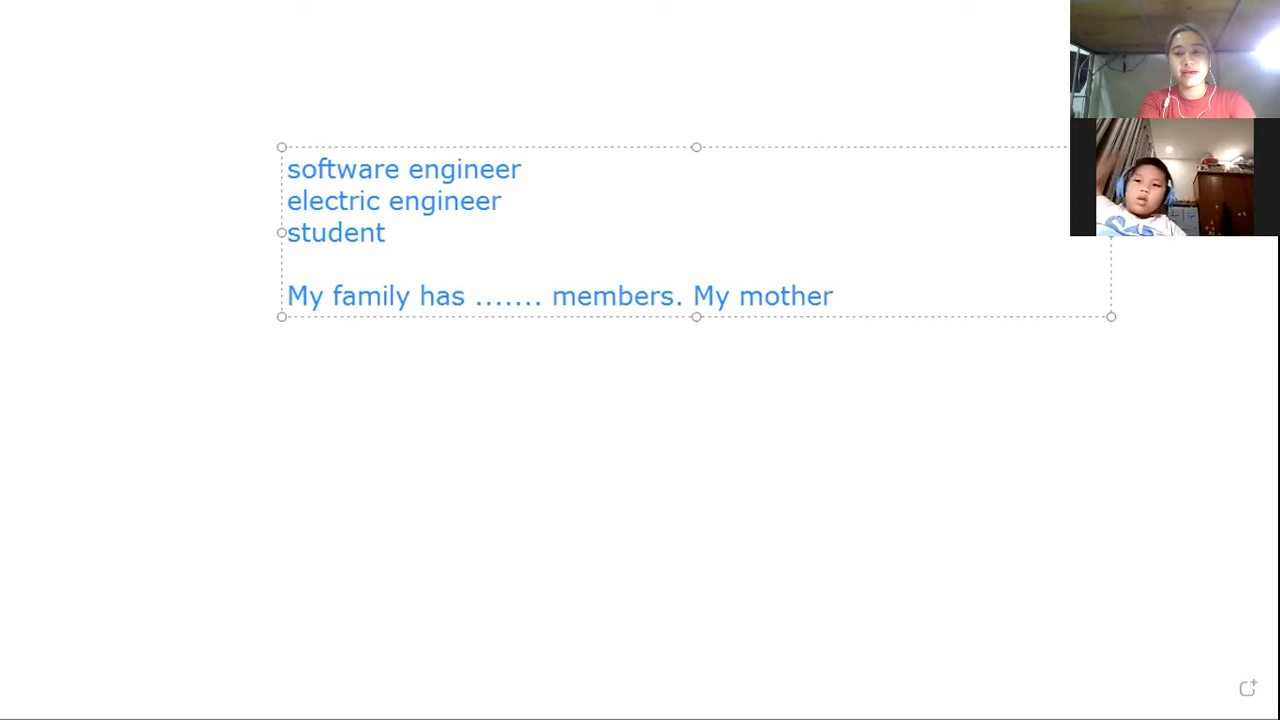 software engineer
electric engineer
student
My family has ....... members. My mother